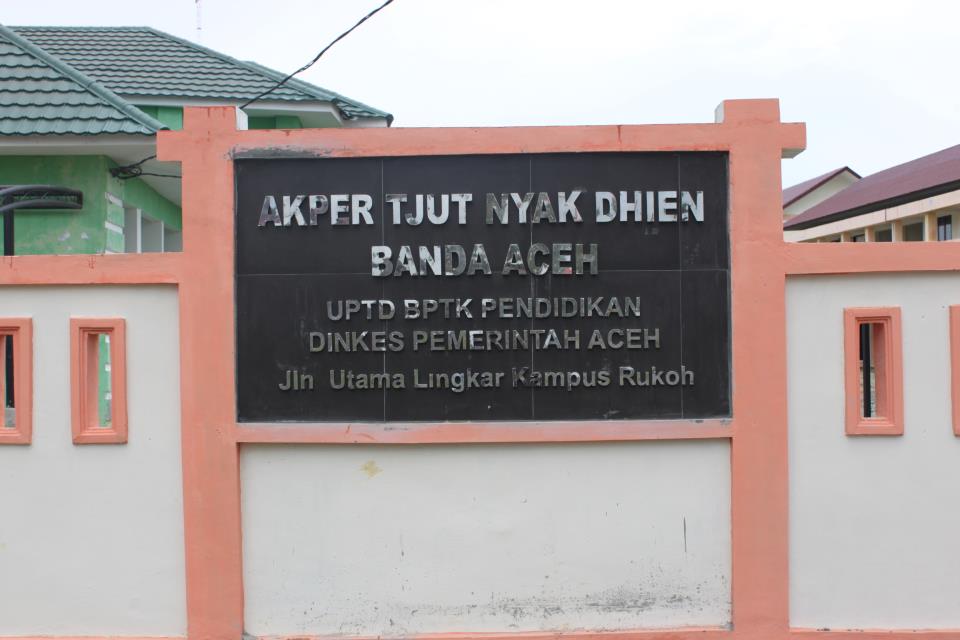 AKPER TJUT NYAK DHIEN
BANDA ACEH
UPTD BPTK PENDIDIKAN
DINKES PEMERINTAH ACEH
Jln Utama Lingkar Kampus Rukoh